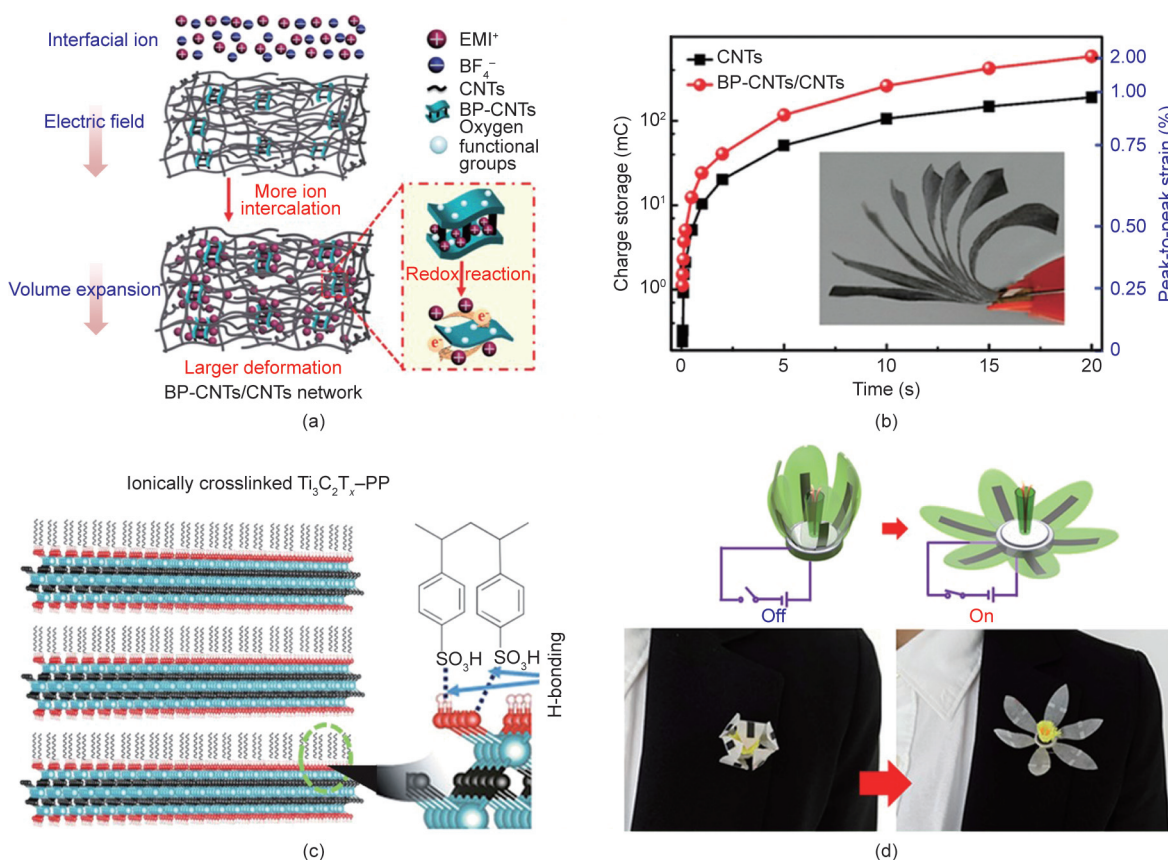 Interfacial ion
EMI⁺
BF₄⁻
CNTs
BP-CNTs
Oxygen
functional
groups
Electric field
More ion
intercalation
Redox reaction
e⁻
e⁻
Volume expansion
Larger deformation
BP-CNTs/CNTs network
(a)
CNTs
BP-CNTs/CNTs
Charge storage (mC)
10²
10¹
10⁰
2.00
1.00
0.75
0.50
0.25
0
Peak-to-peak strain (%)
0
5
10
15
20
Time (s)
(b)
Ionically crosslinked Ti₃C₂Tₓ–PP
SO₃H
SO₃H
H-bonding
(c)
Off
On
(d)